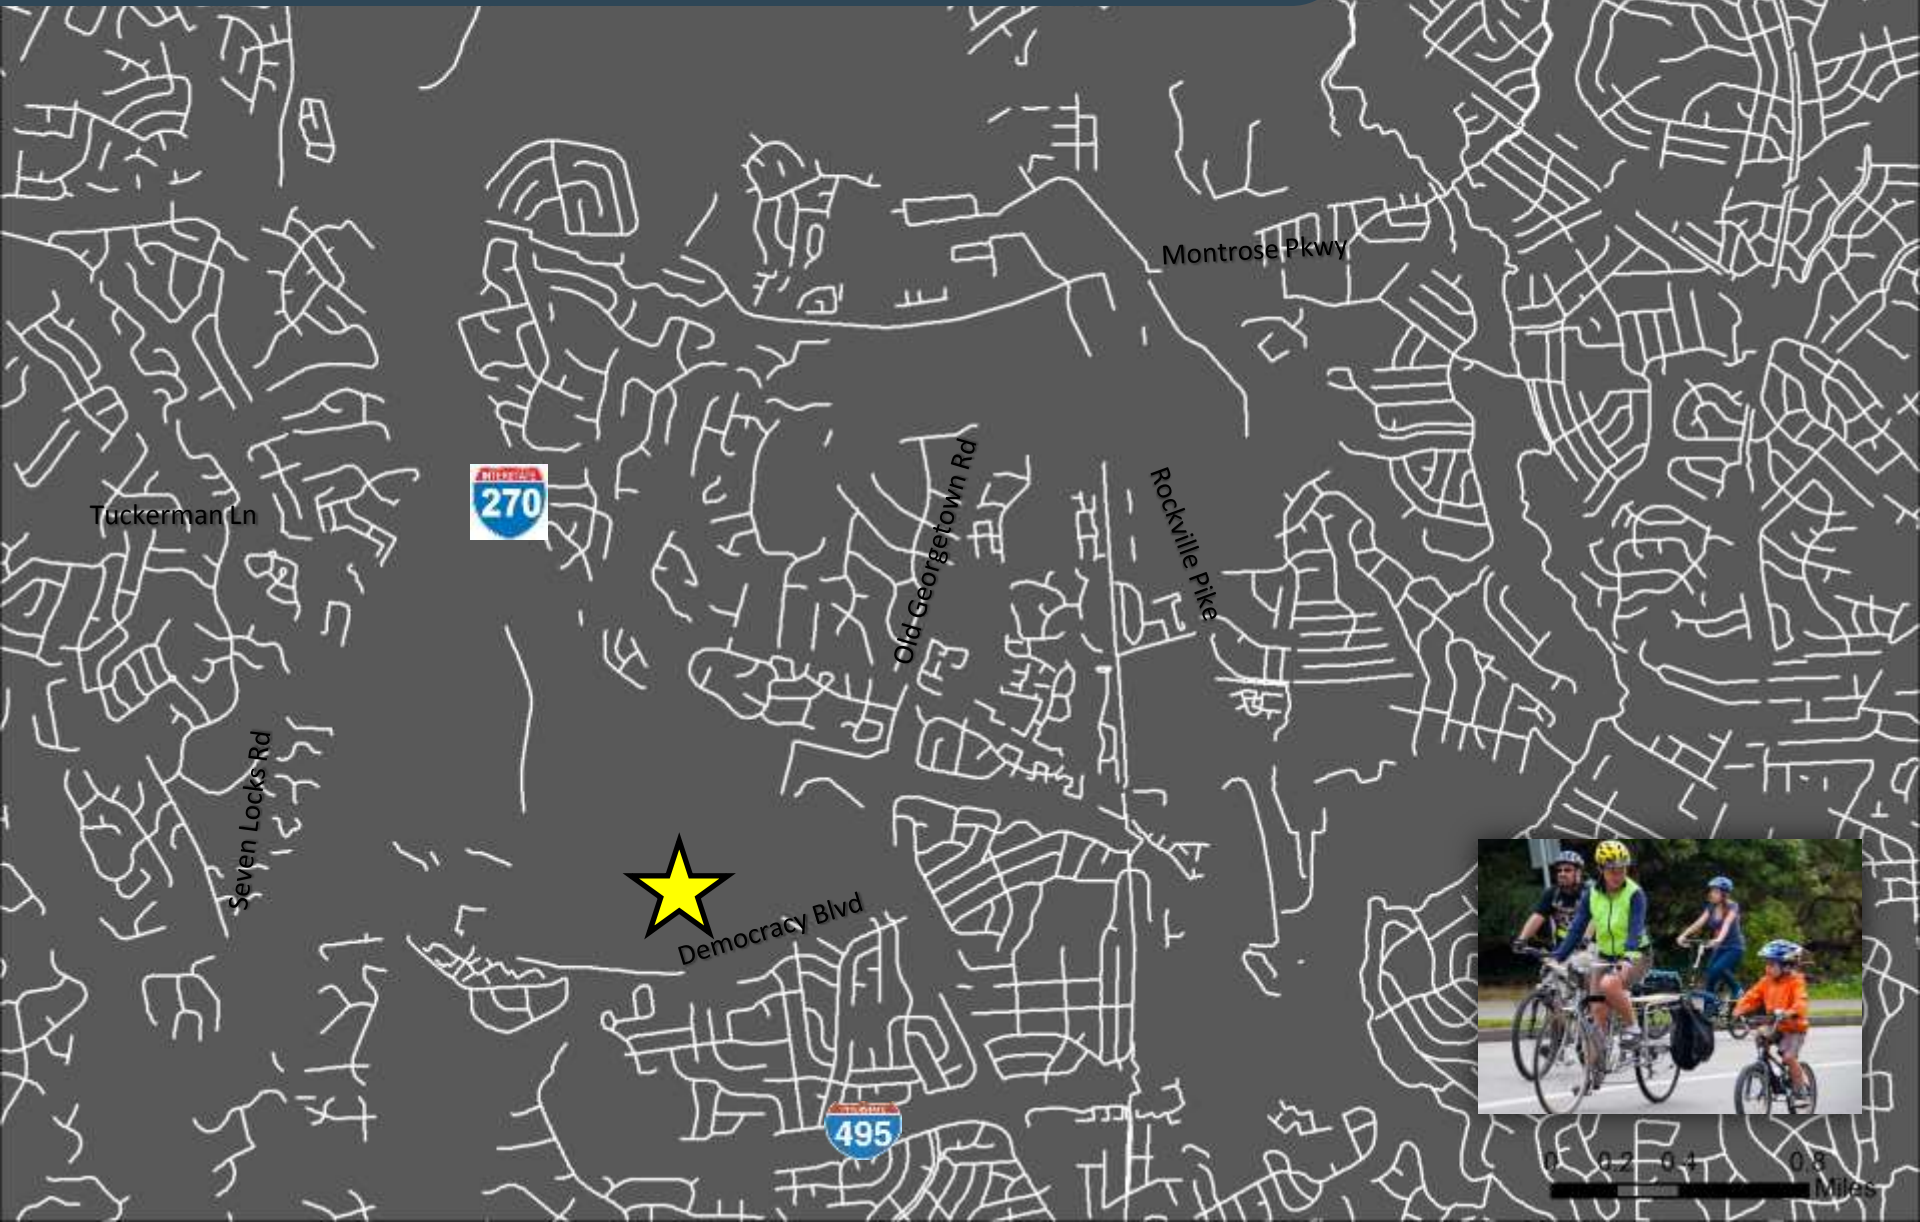 Montrose Pkwy
Old Georgetown Rd
Rockville Pike
INTERSTATE
270
Tuckerman Ln
Seven Locks Rd
Democracy Blvd
495
0 0.2 0.4 0.8
Miles